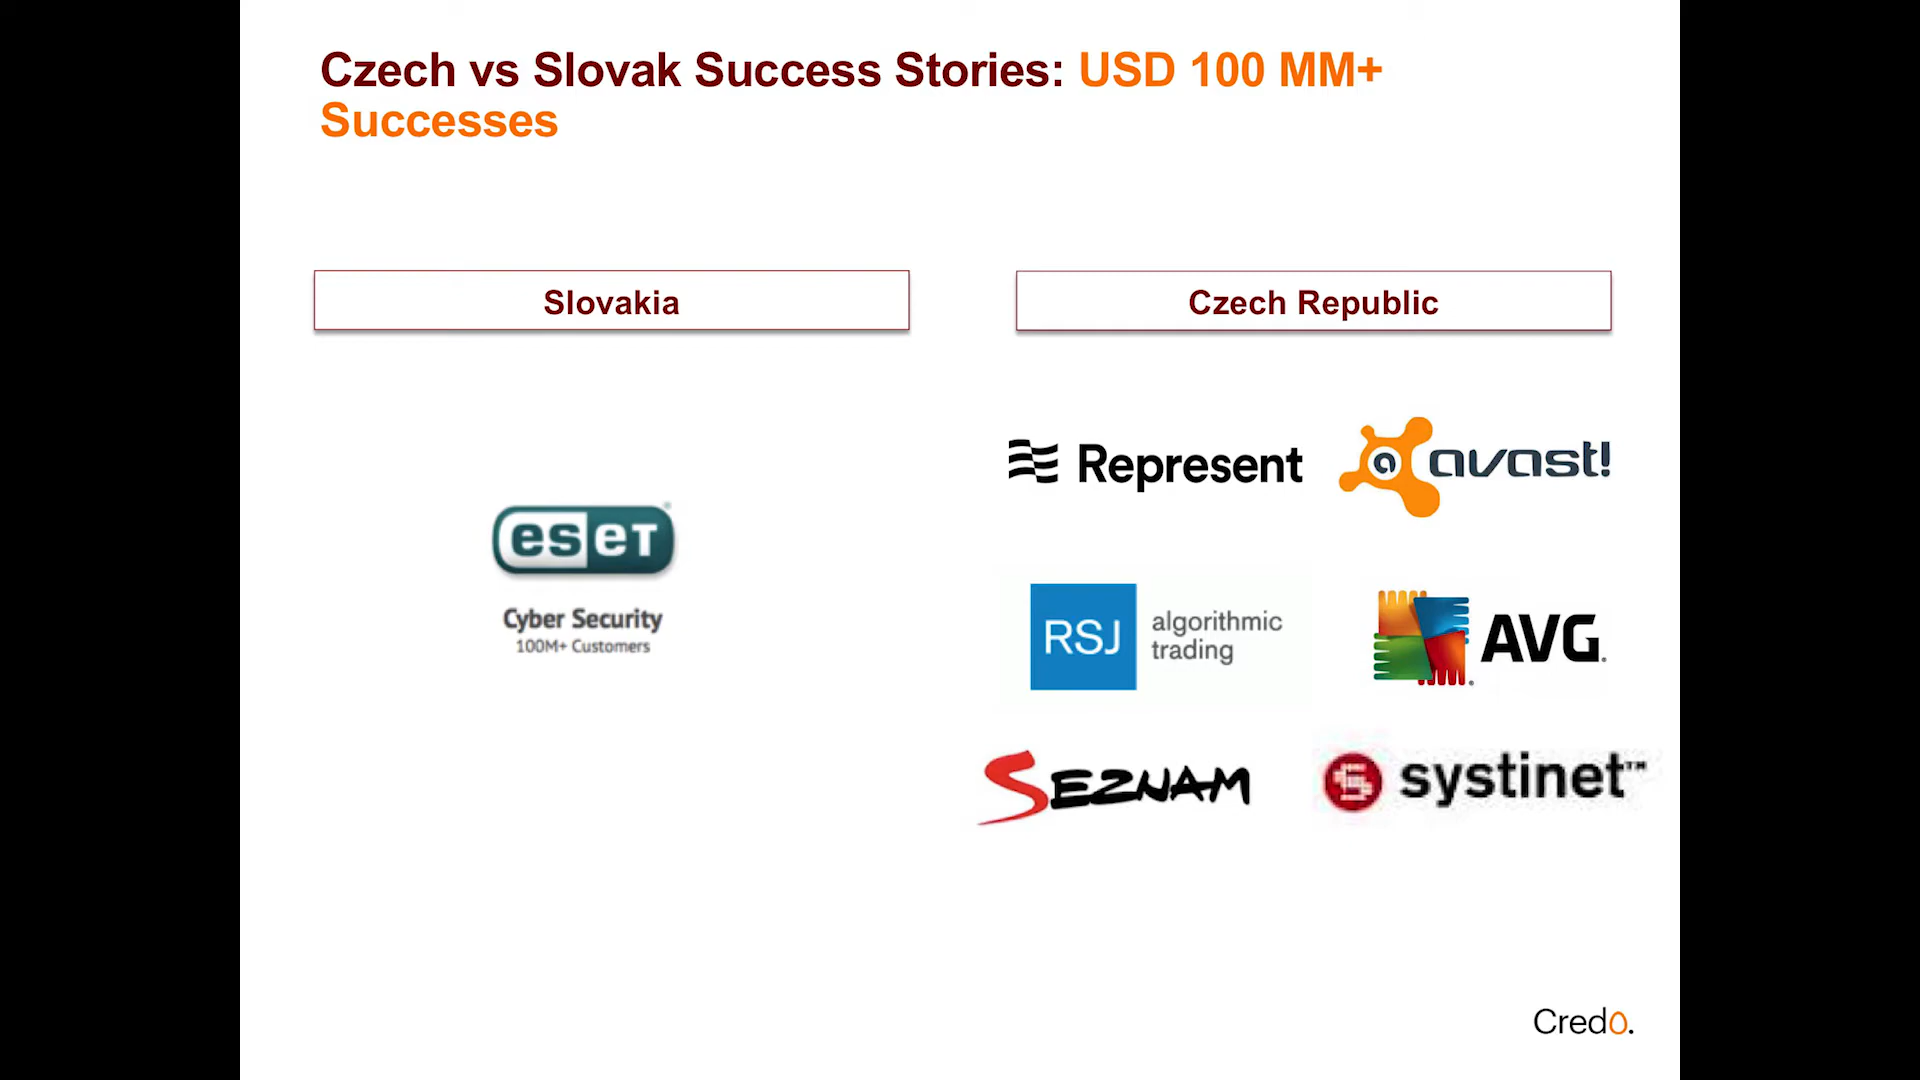 Czech vs Slovak Success Stories: USD 100 MM+
Successes
Slovakia
Czech Republic
eseT
®
Cyber Security
100M+ Customers
Represent
a avast!
RSJ
algorithmic
trading
AVG®
SEZNAM
S systinet™
Credo.